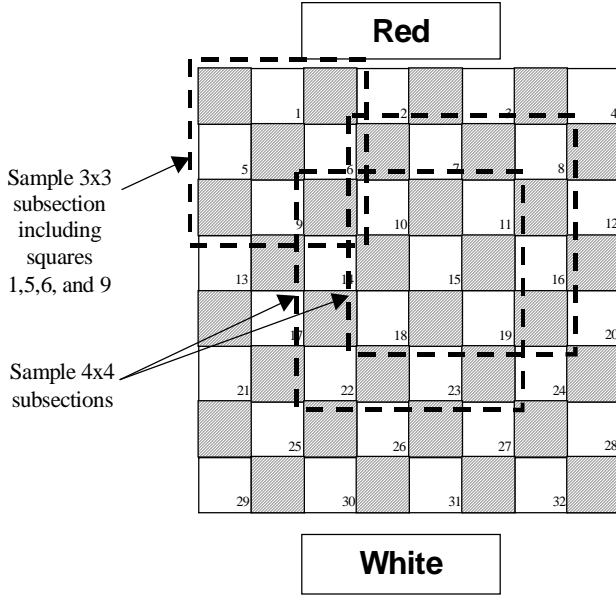 Red
1 2 3 4
5 6 7 8
Sample 3x3
subsection
including
squares
1,5,6, and 9
9 10 11 12
13 14 15 16
17 18 19 20
Sample 4x4
subsections
21 22 23 24
25 26 27 28
29 30 31 32
White